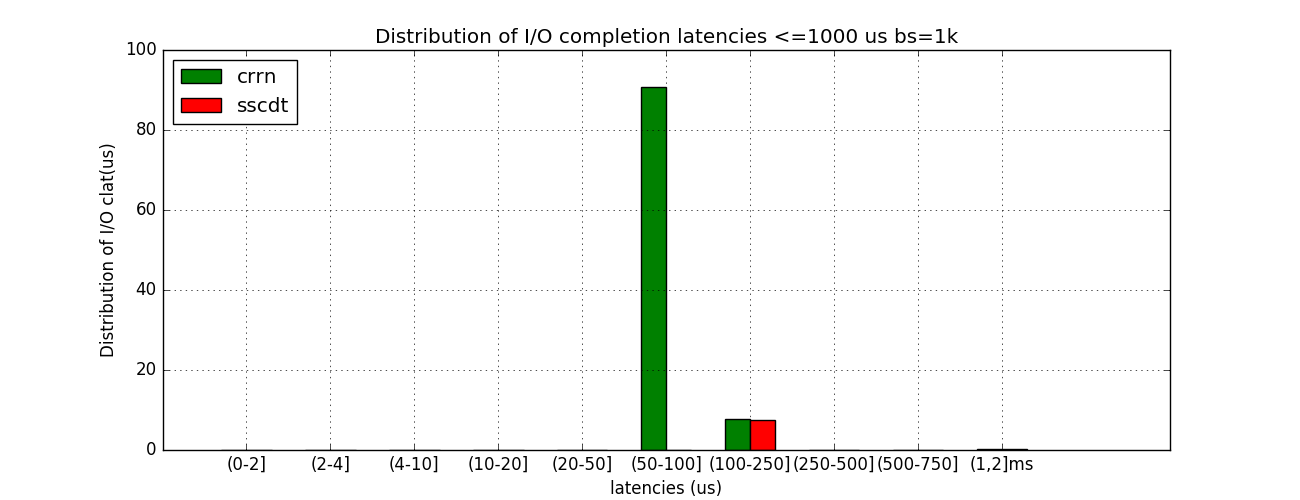 Distribution of I/O completion latencies <=1000 us bs=1k
100
80
60
40
20
0
Distribution of I/O clat(us)
crrn
sscdt
(0-2] (2-4] (4-10] (10-20] (20-50] (50-100] (100-250] (250-500] (500-750] (1,2]ms
latencies (us)